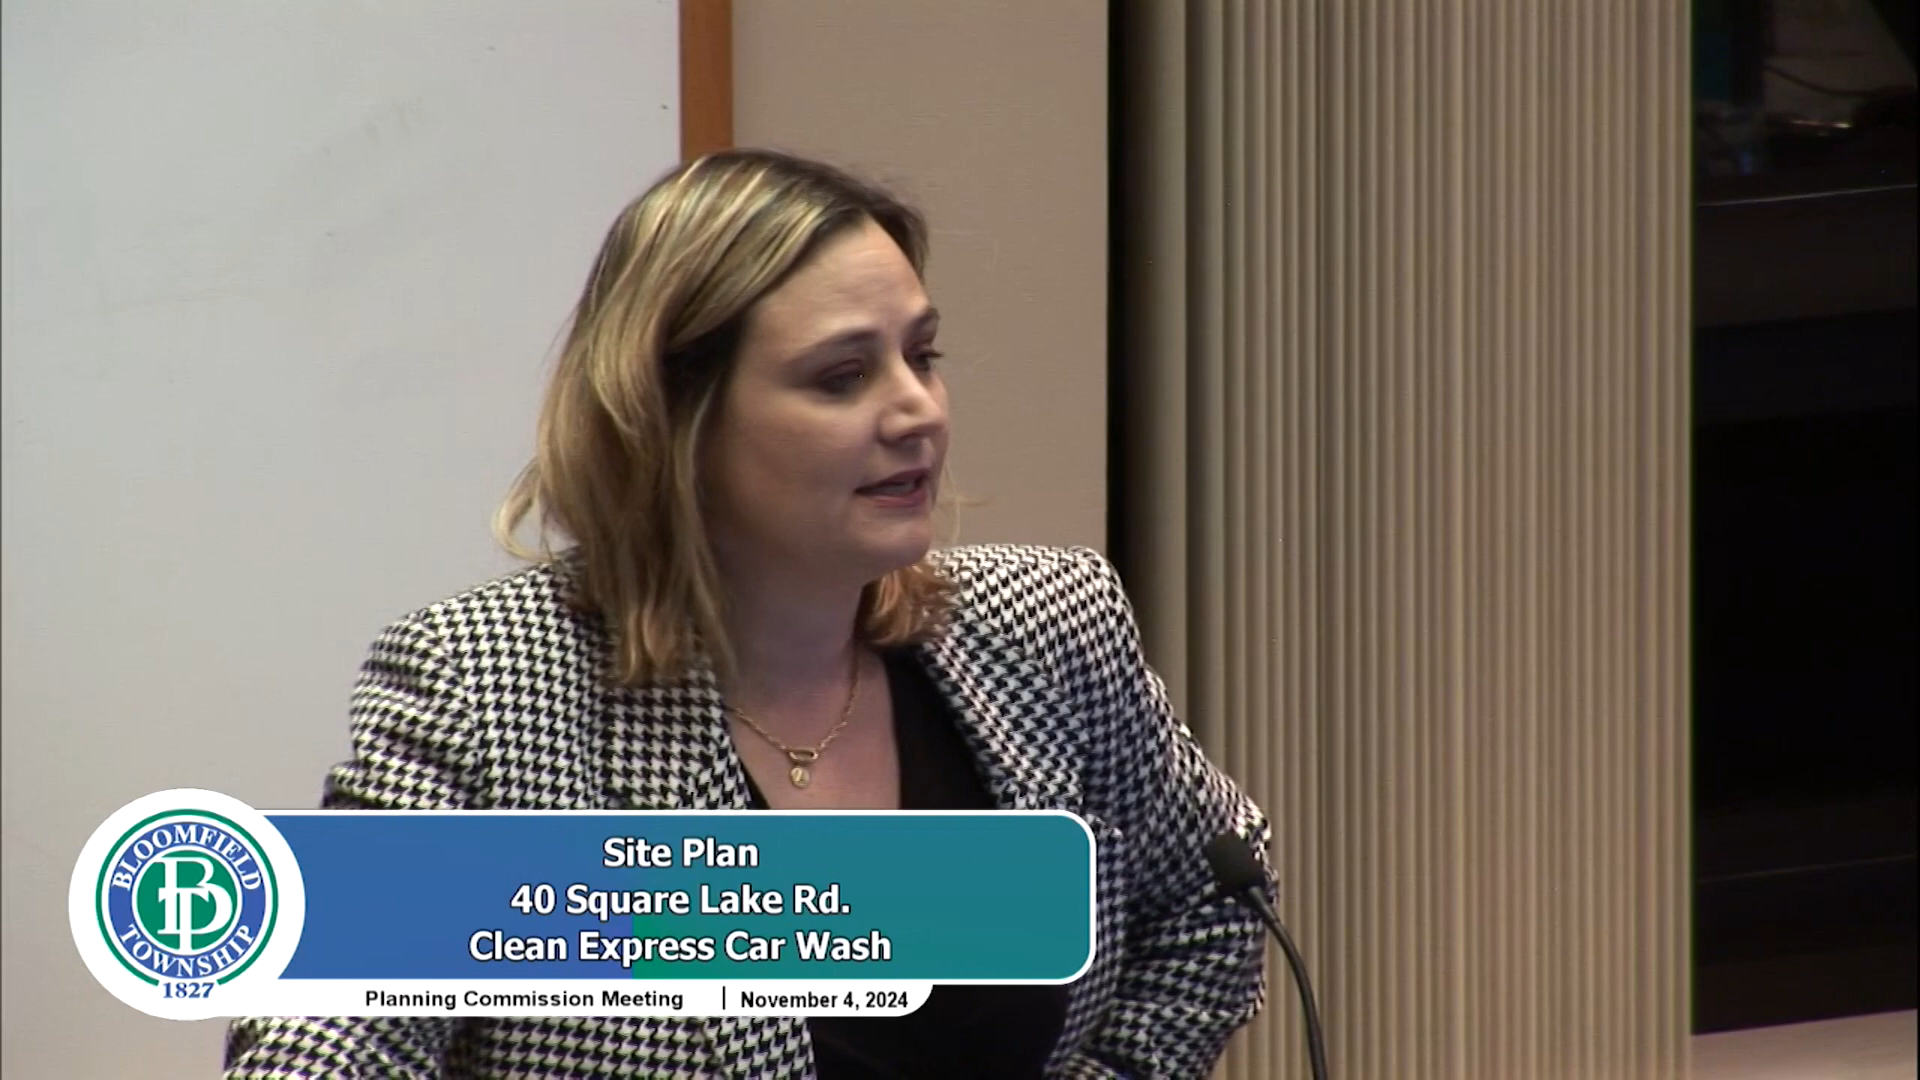 Site Plan
40 Square Lake Rd.
Clean Express Car Wash
BLOOMFIELD
BT
TOWNSHIP
1827
Planning Commission Meeting | November 4, 2024